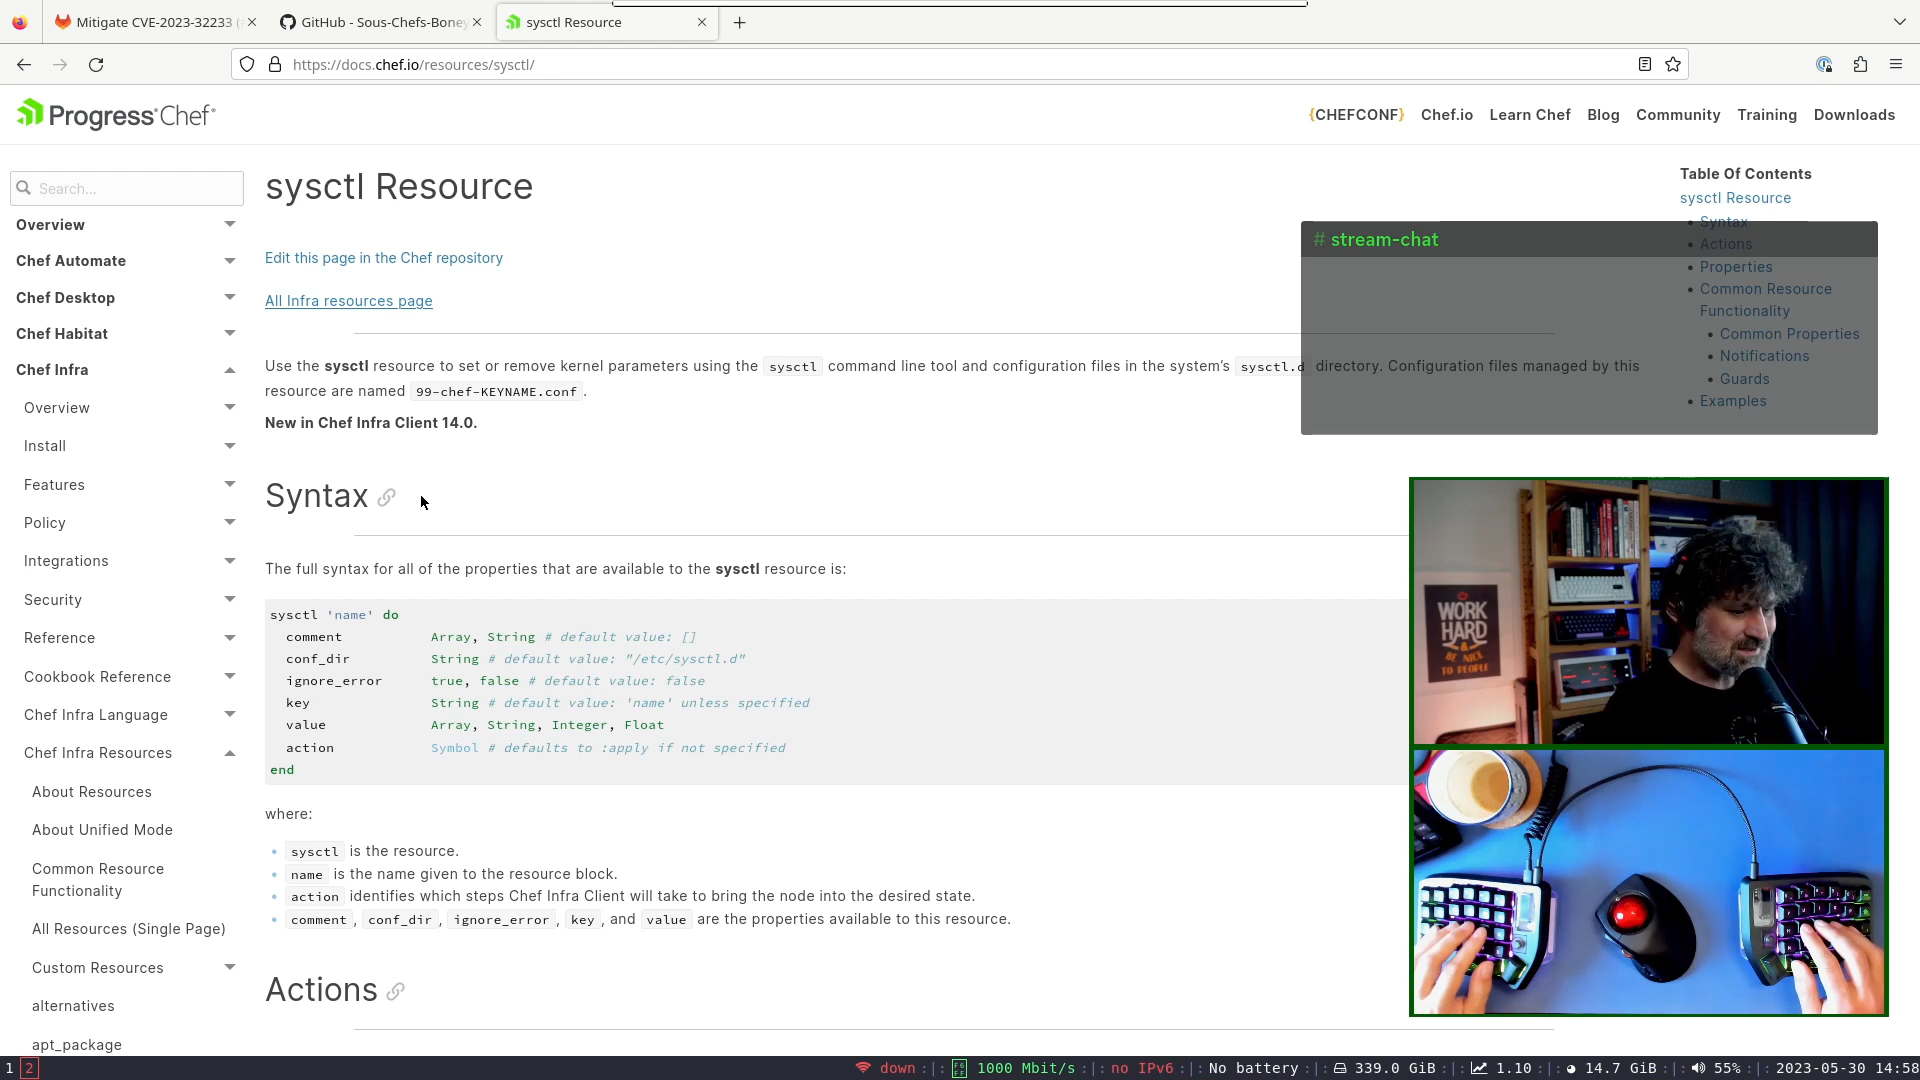 Mitigate CVE-2023-32233 (
GitHub - Sous-Chefs-Boney
sysctl Resource
https://docs.chef.io/resources/sysctl/
Progress Chef
{CHEFCONF}
Chef.io
Learn Chef
Blog
Community
Training
Downloads
Search...
Overview
Chef Automate
Chef Desktop
Chef Habitat
Chef Infra
Overview
Install
Features
Policy
Integrations
Security
Reference
Cookbook Reference
Chef Infra Language
Chef Infra Resources
About Resources
About Unified Mode
Common Resource
Functionality
All Resources (Single Page)
Custom Resources
alternatives
apt_package
sysctl Resource
Edit this page in the Chef repository
All Infra resources page
Use the sysctl resource to set or remove kernel parameters using the sysctl command line tool and configuration files in the system's sysctl.d directory. Configuration files managed by this
resource are named 99-chef-KEYNAME.conf .
New in Chef Infra Client 14.0.
Syntax
The full syntax for all of the properties that are available to the sysctl resource is:
sysctl 'name' do
comment Array, String # default value: []
conf_dir String # default value: "/etc/sysctl.d"
ignore_error true, false # default value: false
key String # default value: 'name' unless specified
value Array, String, Integer, Float
action Symbol # defaults to :apply if not specified
end
where:
sysctl is the resource.
name is the name given to the resource block.
action identifies which steps Chef Infra Client will take to bring the node into the desired state.
comment , conf_dir , ignore_error , key , and value are the properties available to this resource.
Actions
Table Of Contents
sysctl Resource
Syntax
Actions
Properties
Common Resource
Functionality
Common Properties
Notifications
Guards
Examples
# stream-chat
WORK
HARD
& BE NICE
TO PEOPLE
1 2
down :|: 1000 Mbit/s :|: no IPv6 :|: No battery :|: 339.0 GiB :|: 1.10 :|: 14.7 GiB :|: 55% :|: 2023-05-30 14:58